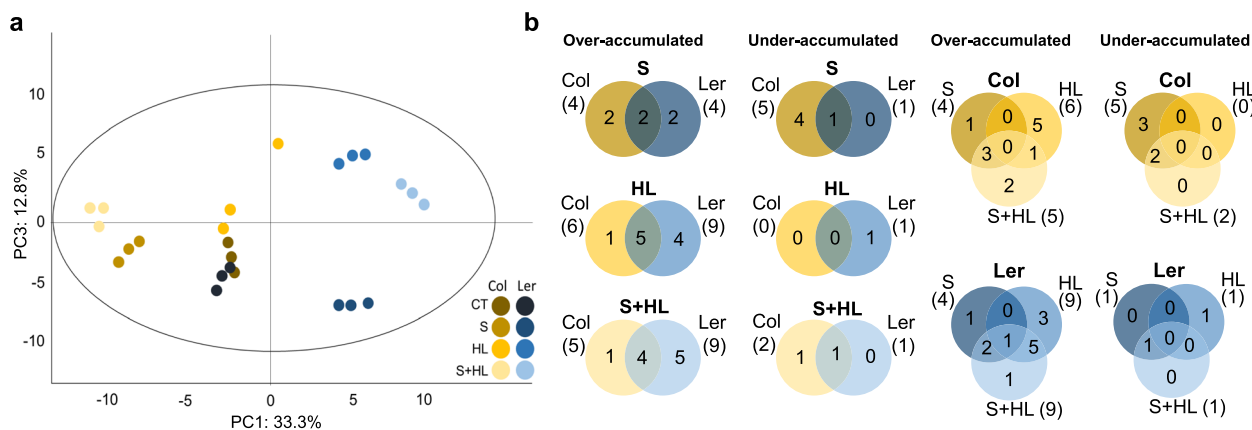 a
10
5
0
-5
-10
PC3: 12.8%
-10
-5
0
5
10
PC1: 33.3%
Col Ler
CT
S
HL
S+HL
b
Over-accumulated
Under-accumulated
Over-accumulated
Under-accumulated
S
Col
(4)
Ler
(4)
2 2 2
S
Col
(5)
Ler
(1)
4 1 0
HL
Col
(6)
Ler
(9)
1 5 4
HL
Col
(0)
Ler
(1)
0 0 1
S+HL
Col
(5)
Ler
(9)
1 4 5
S+HL
Col
(2)
Ler
(1)
1 1 0
Col
S
(4)
HL
(6)
1 0 5
3 0 1
2
S+HL (5)
Col
S
(5)
HL
(0)
3 0 0
2 0 0
0
S+HL (2)
Ler
S
(4)
HL
(9)
1 0 3
2 1 5
1
S+HL (9)
Ler
S
(1)
HL
(1)
0 0 1
1 0 0
0
S+HL (1)